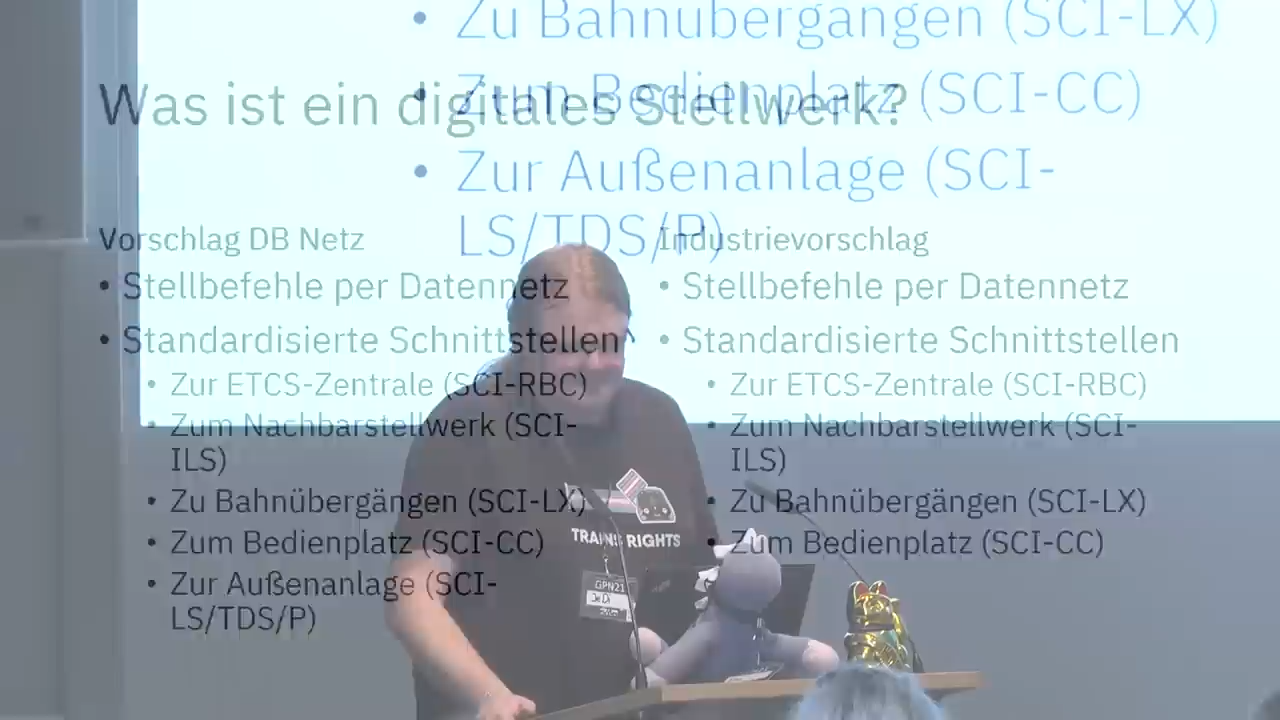 • Zu Bahnübergängen (SCI-LX)
• Zum Bedienplatz (SCI-CC)
• Zur Außenanlage (SCI-
LS/TDS/P)
Was ist ein digitales Stellwerk?
Vorschlag DB Netz
• Stellbefehle per Datennetz
• Standardisierte Schnittstellen
• Zur ETCS-Zentrale (SCI-RBC)
• Zum Nachbarstellwerk (SCI-
ILS)
• Zu Bahnübergängen (SCI-LX)
• Zum Bedienplatz (SCI-CC)
• Zur Außenanlage (SCI-
LS/TDS/P)
Industrievorschlag
• Stellbefehle per Datennetz
• Standardisierte Schnittstellen
• Zur ETCS-Zentrale (SCI-RBC)
• Zum Nachbarstellwerk (SCI-
ILS)
• Zu Bahnübergängen (SCI-LX)
• Zum Bedienplatz (SCI-CC)
TRAINS RIGHTS
GPN21